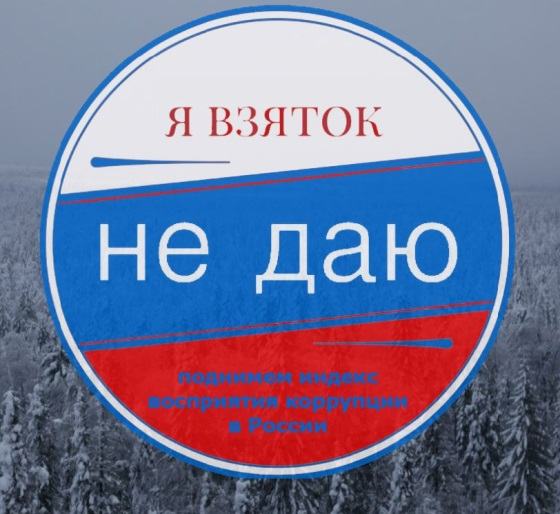 Я ВЗЯТОК
не даю
поднимем индекс
восприятия коррупции
в России